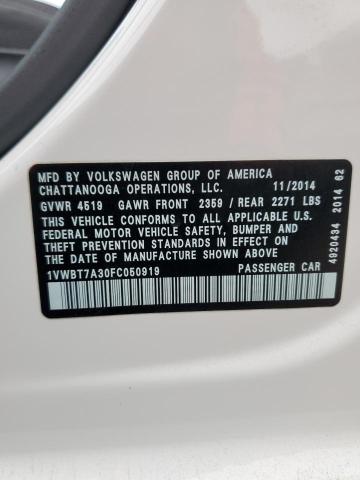 MFD BY VOLKSWAGEN GROUP OF AMERICA
CHATTANOOGA OPERATIONS, LLC. 11/2014
GVWR 4519 GAWR FRONT 2359 / REAR 2271 LBS
THIS VEHICLE CONFORMS TO ALL APPLICABLE U.S.
FEDERAL MOTOR VEHICLE SAFETY, BUMPER AND
THEFT PREVENTION STANDARDS IN EFFECT ON THE
DATE OF MANUFACTURE SHOWN ABOVE
1VWBT7A30FC050919 PASSENGER CAR
4920434 2014 62